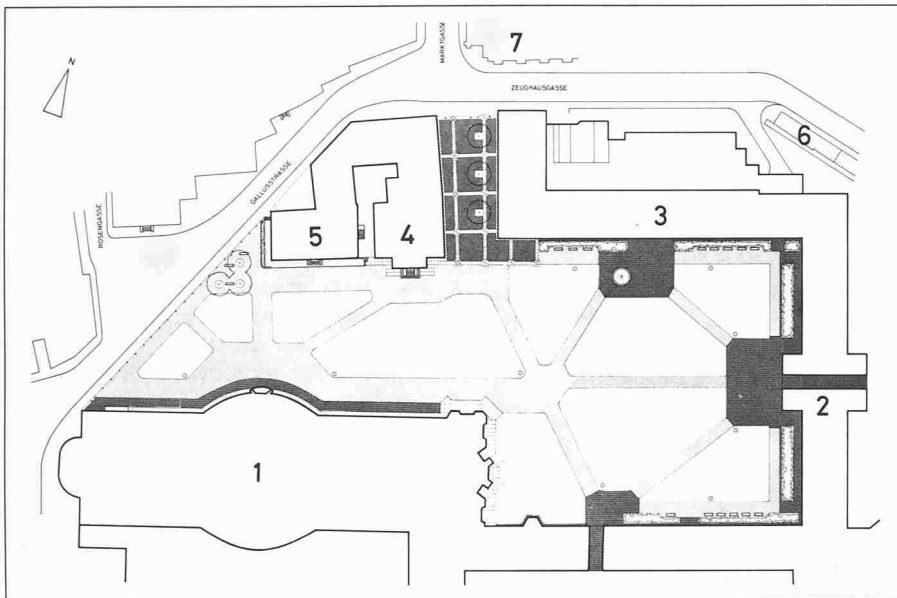 MARKTGASSE
7
N
ZEUGHAUSGASSE
6
GALLUSSTRASSE
ROSENGASSE
5
4
3
2
1